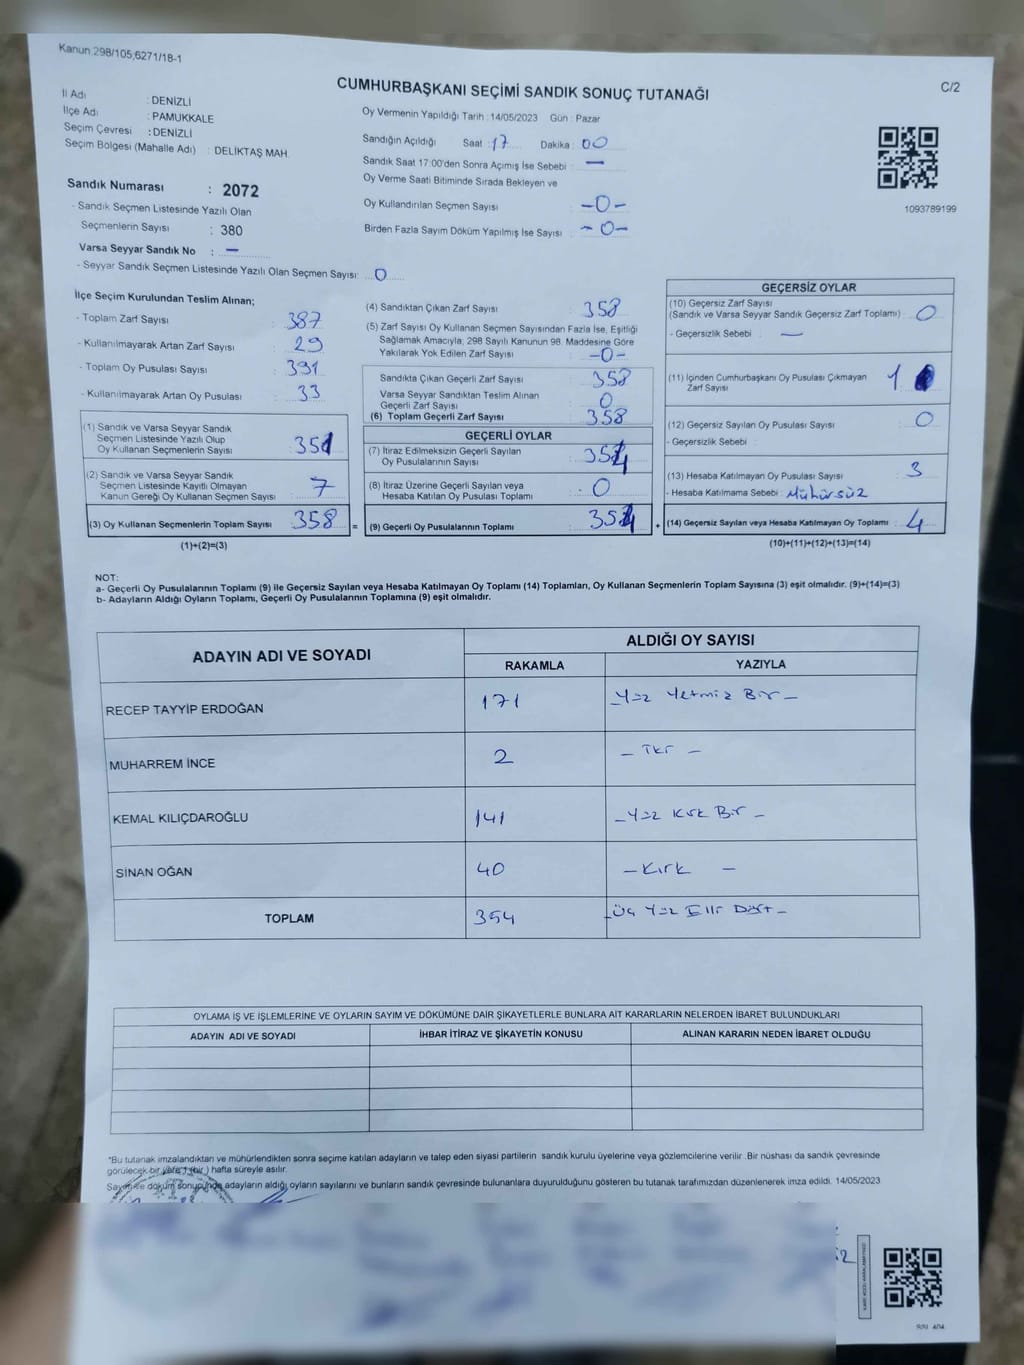 Kanun 298/105,6271/18-1
C/2
CUMHURBAŞKANI SEÇİMİ SANDIK SONUÇ TUTANAĞI
İl Adı : DENİZLİ
İlçe Adı : PAMUKKALE
Seçim Çevresi : DENİZLİ
Seçim Bölgesi (Mahalle Adı) : DELİKTAŞ MAH.
Sandık Numarası : 2072
- Sandık Seçmen Listesinde Yazılı Olan
Seçmenlerin Sayısı : 380
Varsa Seyyar Sandık No : —
- Seyyar Sandık Seçmen Listesinde Yazılı Olan Seçmen Sayısı: 0
Oy Vermenin Yapıldığı Tarih : 14/05/2023 Gün : Pazar
Sandığın Açıldığı Saat : 17 Dakika : 00
Sandık Saat 17:00'den Sonra Açımış İse Sebebi : —
Oy Verme Saati Bitiminde Sırada Bekleyen ve
Oy Kullandırılan Seçmen Sayısı : -0-
Birden Fazla Sayım Döküm Yapılmış İse Sayısı : -0-
1093789199
İlçe Seçim Kurulundan Teslim Alınan;
- Toplam Zarf Sayısı : 387
- Kullanılmayarak Artan Zarf Sayısı : 29
- Toplam Oy Pusulası Sayısı : 391
- Kullanılmayarak Artan Oy Pusulası : 33
(1) Sandık ve Varsa Seyyar Sandık
Seçmen Listesinde Yazılı Olup
Oy Kullanan Seçmenlerin Sayısı : 351
(2) Sandık ve Varsa Seyyar Sandık
Seçmen Listesinde Kayıtlı Olmayan
Kanun Gereği Oy Kullanan Seçmen Sayısı : 7
(3) Oy Kullanan Seçmenlerin Toplam Sayısı : 358 =
(1)+(2)=(3)
(4) Sandıktan Çıkan Zarf Sayısı : 358
(5) Zarf Sayısı Oy Kullanan Seçmen Sayısından Fazla İse, Eşitliği
Sağlamak Amacıyla, 298 Sayılı Kanunun 98. Maddesine Göre
Yakılarak Yok Edilen Zarf Sayısı : -0-
Sandıkta Çıkan Geçerli Zarf Sayısı : 358
Varsa Seyyar Sandıktan Teslim Alınan
Geçerli Zarf Sayısı : 0
(6) Toplam Geçerli Zarf Sayısı : 358
GEÇERLİ OYLAR
(7) İtiraz Edilmeksizin Geçerli Sayılan
Oy Pusulalarının Sayısı : 354
(8) İtiraz Üzerine Geçerli Sayılan veya
Hesaba Katılan Oy Pusulası Toplamı : 0
(9) Geçerli Oy Pusulalarının Toplamı : 354 +
GEÇERSİZ OYLAR
(10) Geçersiz Zarf Sayısı
(Sandık ve Varsa Seyyar Sandık Geçersiz Zarf Toplamı) : 0
- Geçersizlik Sebebi : —
(11) İçinden Cumhurbaşkanı Oy Pusulası Çıkmayan
Zarf Sayısı : 1
(12) Geçersiz Sayılan Oy Pusulası Sayısı : 0
- Geçersizlik Sebebi :
(13) Hesaba Katılmayan Oy Pusulası Sayısı : 3
- Hesaba Katılmama Sebebi : Mühürsüz
(14) Geçersiz Sayılan veya Hesaba Katılmayan Oy Toplamı : 4
(10)+(11)+(12)+(13)=(14)
NOT:
a- Geçerli Oy Pusulalarının Toplamı (9) ile Geçersiz Sayılan veya Hesaba Katılmayan Oy Toplamı (14) Toplamları, Oy Kullanan Seçmenlerin Toplam Sayısına (3) eşit olmalıdır. (9)+(14)=(3)
b- Adayların Aldığı Oyların Toplamı, Geçerli Oy Pusulalarının Toplamına (9) eşit olmalıdır.
ADAYIN ADI VE SOYADI ALDIĞI OY SAYISI
RAKAMLA YAZIYLA
RECEP TAYYİP ERDOĞAN 171 -Yüz Yetmiş Bir-
MUHARREM İNCE 2 - İki -
KEMAL KILIÇDAROĞLU 141 -Yüz Kırk Bir -
SİNAN OĞAN 40 -Kırk -
TOPLAM 354 -Üç Yüz Elli Dört-
OYLAMA İŞ VE İŞLEMLERİNE VE OYLARIN SAYIM VE DÖKÜMÜNE DAİR ŞİKAYETLERLE BUNLARA AİT KARARLARIN NELERDEN İBARET BULUNDUKLARI
ADAYIN ADI VE SOYADI İHBAR İTİRAZ VE ŞİKAYETİN KONUSU ALINAN KARARIN NEDEN İBARET OLDUĞU
"Bu tutanak imzalandıktan ve mühürlendikten sonra seçime katılan adayların ve talep eden siyasi partilerin sandık kurulu üyelerine veya gözlemcilerine verilir. Bir nüshası da sandık çevresinde
görülecek bir yere 1 (bir) hafta süreyle asılır.
Sayım ve döküm sonucunda adayların aldığı oyların sayılarını ve bunların sandık çevresinde bulunanlara duyurulduğunu gösteren bu tutanak tarafımızdan düzenlenerek imza edildi. 14/05/2023